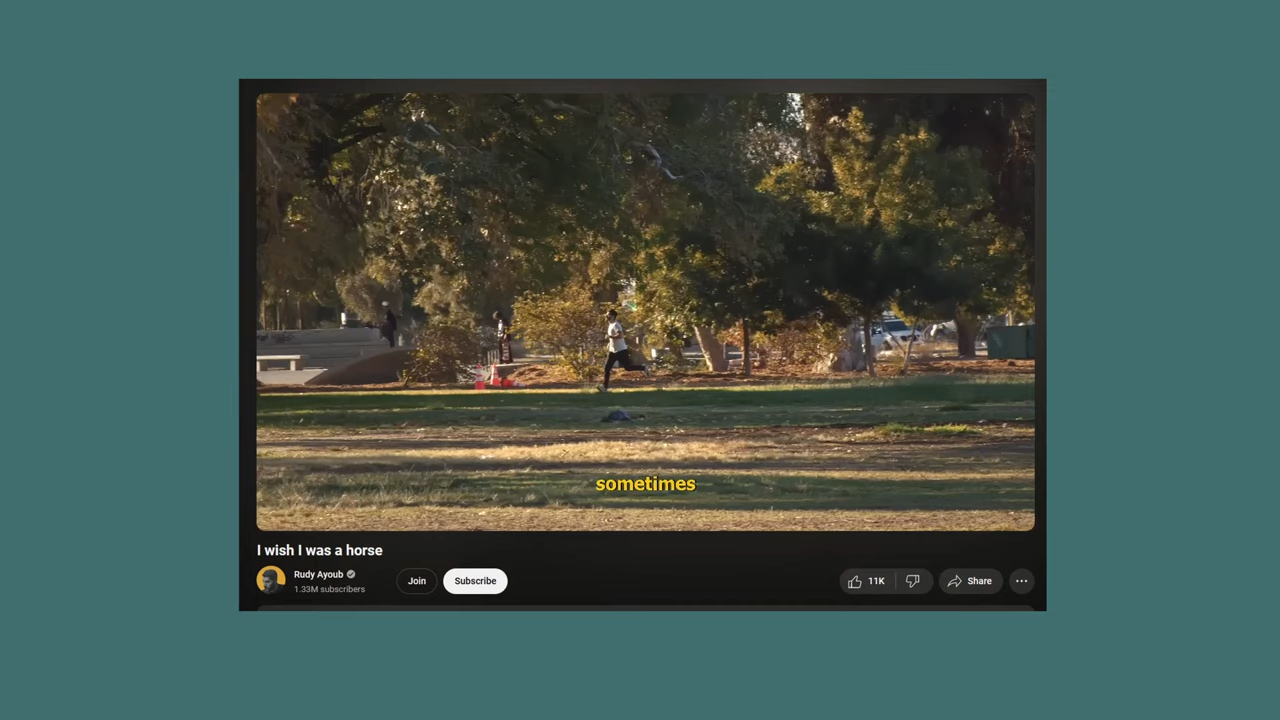 sometimes
I wish I was a horse
Rudy Ayoub
1.33M subscribers
Join
Subscribe
11K
Share